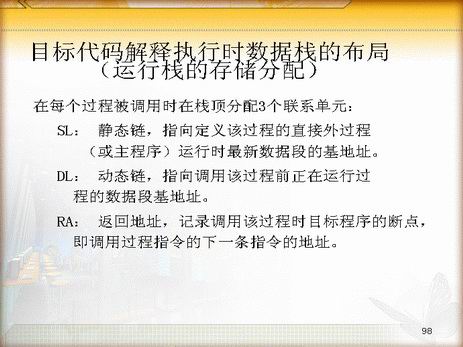 目标代码解释执行时数据栈的布局
（运行栈的存储分配）
在每个过程被调用时在栈顶分配3个联系单元：
SL： 静态链，指向定义该过程的直接外过程
（或主程序）运行时最新数据段的基地址。
DL： 动态链，指向调用该过程前正在运行过
程的数据段基地址。
RA： 返回地址，记录调用该过程时目标程序的断点，
即调用过程指令的下一条指令的地址。
98